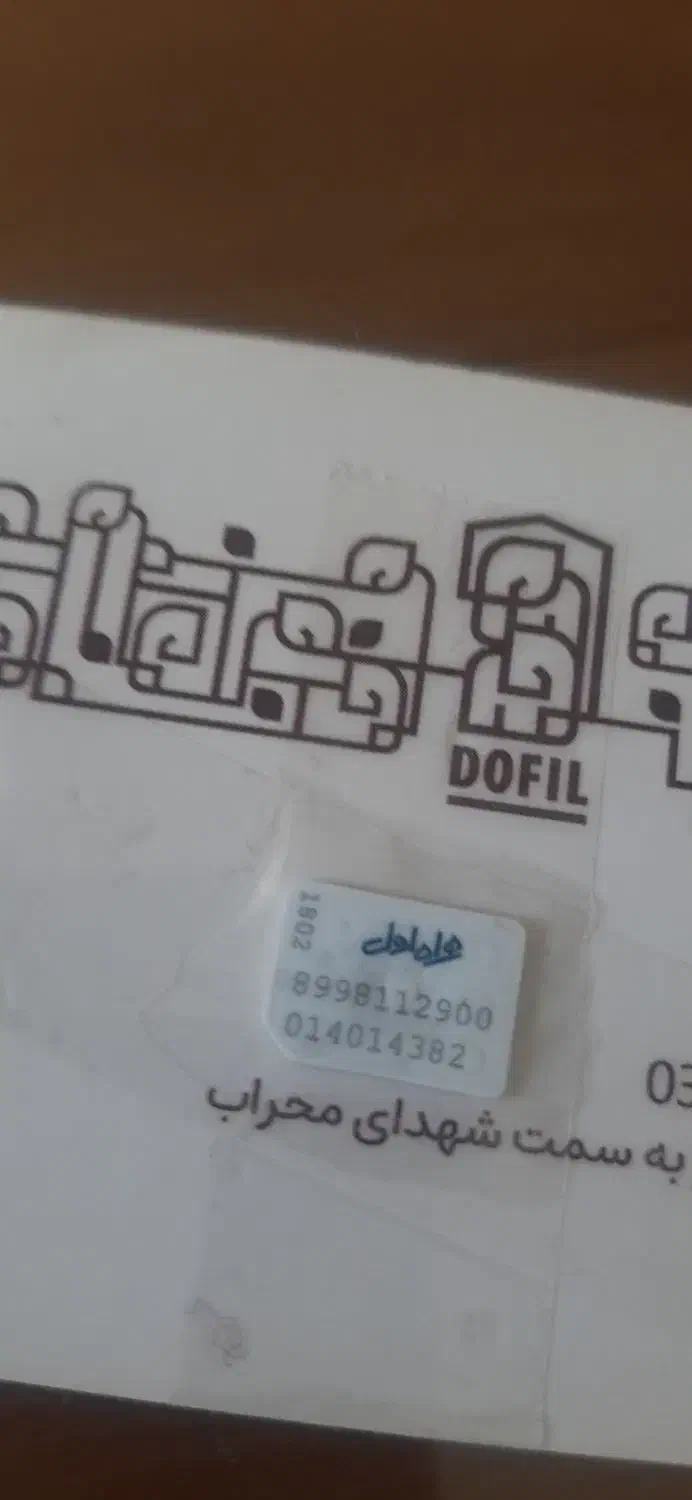 DOFIL
1802
همراه اول
8998112900
014014382
03
به سمت شهدای محراب